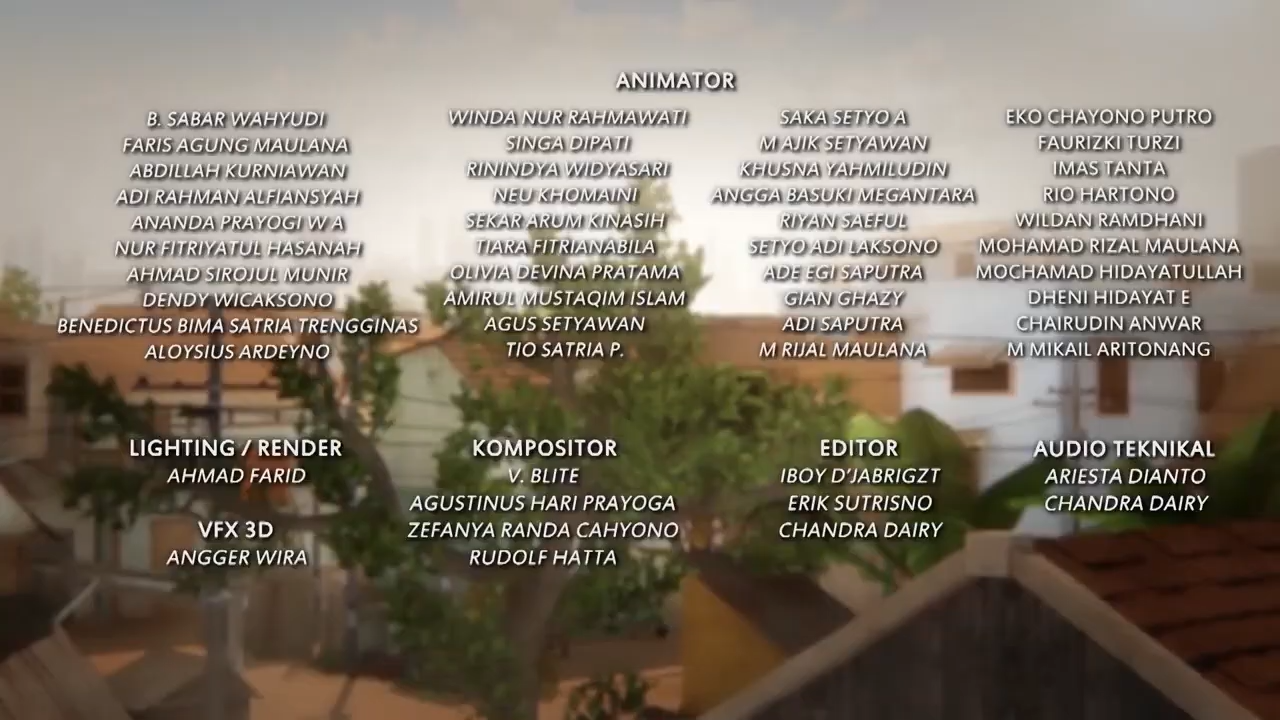 ANIMATOR
B. SABAR WAHYUDI
FARIS AGUNG MAULANA
ABDILLAH KURNIAWAN
ADI RAHMAN ALFIANSYAH
ANANDA PRAYOGI W A
NUR FITRIYATUL HASANAH
AHMAD SIROJUL MUNIR
DENDY WICAKSONO
BENEDICTUS BIMA SATRIA TRENGGINAS
ALOYSIUS ARDEYNO
WINDA NUR RAHMAWATI
SINGA DIPATI
RININDYA WIDYASARI
NEU KHOMAINI
SEKAR ARUM KINASIH
TIARA FITRIANABILA
OLIVIA DEVINA PRATAMA
AMIRUL MUSTAQIM ISLAM
AGUS SETYAWAN
TIO SATRIA P.
SAKA SETYO A
M AJIK SETYAWAN
KHUSNA YAHMILUDIN
ANGGA BASUKI MEGANTARA
RIYAN SAEFUL
SETYO ADI LAKSONO
ADE EGI SAPUTRA
GIAN GHAZY
ADI SAPUTRA
M RIJAL MAULANA
EKO CHAYONO PUTRO
FAURIZKI TURZI
IMAS TANTA
RIO HARTONO
WILDAN RAMDHANI
MOHAMAD RIZAL MAULANA
MOCHAMAD HIDAYATULLAH
DHENI HIDAYAT E
CHAIRUDIN ANWAR
M MIKAIL ARITONANG
LIGHTING / RENDER
AHMAD FARID
VFX 3D
ANGGER WIRA
KOMPOSITOR
V. BLITE
AGUSTINUS HARI PRAYOGA
ZEFANYA RANDA CAHYONO
RUDOLF HATTA
EDITOR
IBOY D'JABRIGZT
ERIK SUTRISNO
CHANDRA DAIRY
AUDIO TEKNIKAL
ARIESTA DIANTO
CHANDRA DAIRY